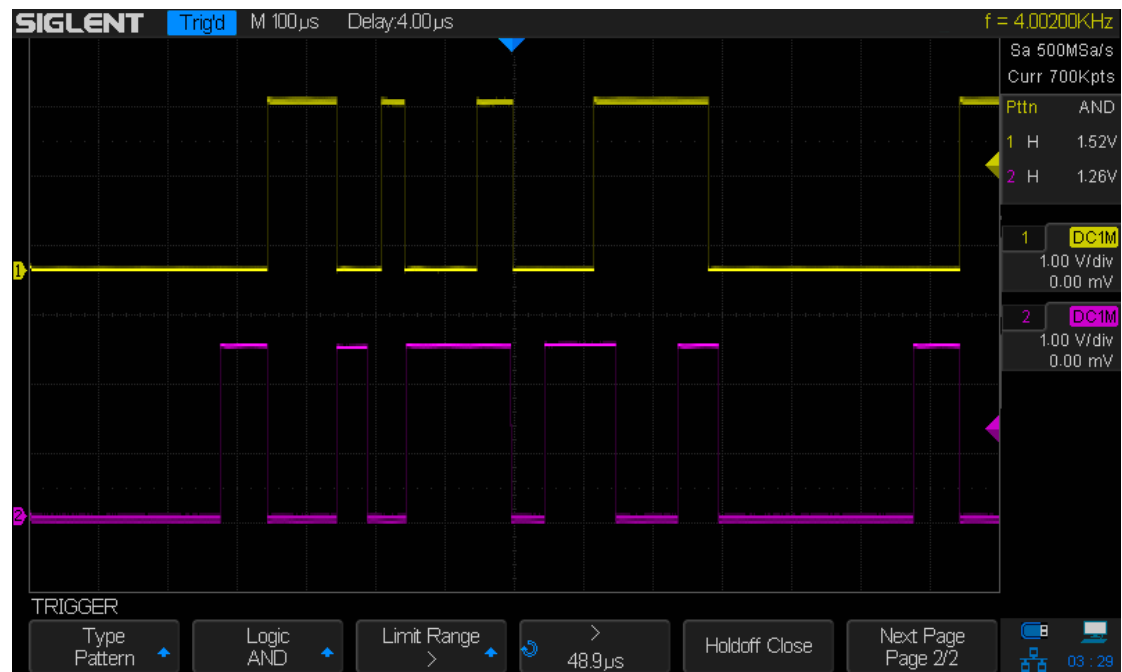 SIGLENT Trig'd M 100µs Delay:4.00µs f = 4.00200KHz
Sa 500MSa/s
Curr 700Kpts
Pttn AND
1 H 1.52V
2 H 1.26V
1 DC1M
1.00 V/div
0.00 mV
2 DC1M
1.00 V/div
0.00 mV
1
2
TRIGGER
Type
Pattern
Logic
AND
Limit Range
>
>
48.9µs
Holdoff Close
Next Page
Page 2/2
03 : 29